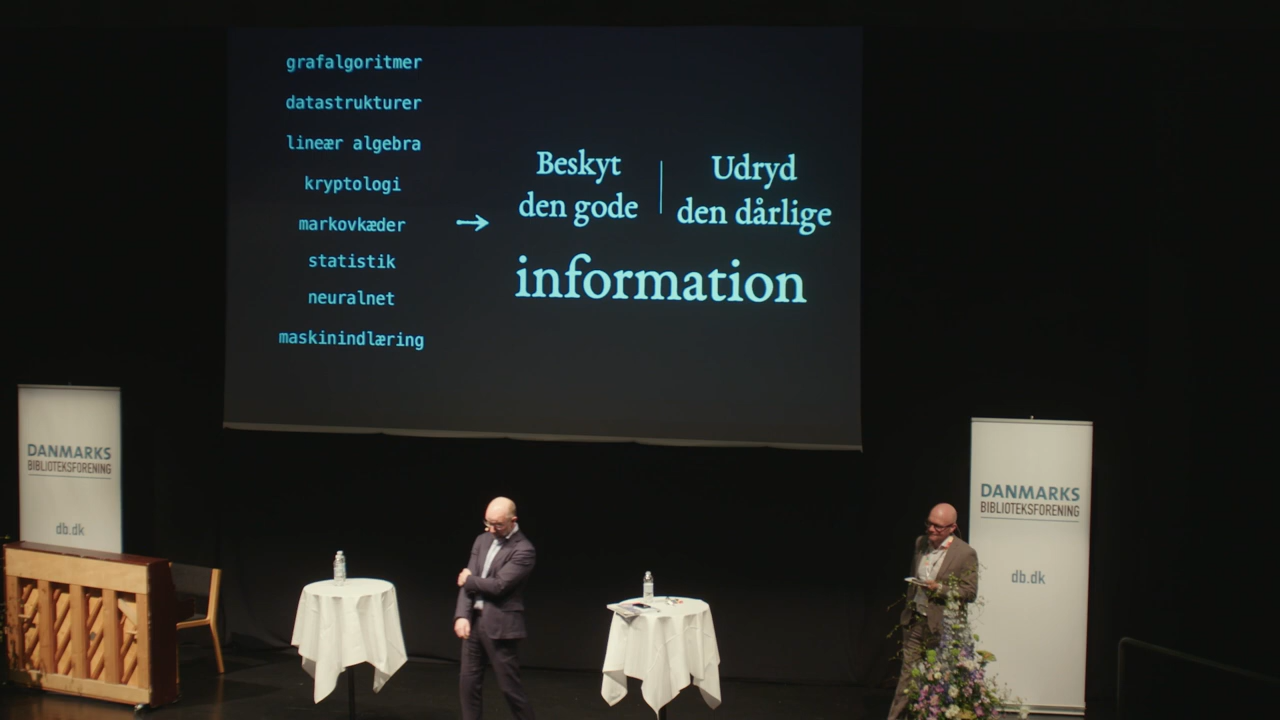 grafalgoritmer
datastrukturer
lineær algebra
kryptologi
markovkæder
statistik
neuralnet
maskinindlæring
→
Beskyt
den gode
Udryd
den dårlige
information
DANMARKS
BIBLIOTEKSFORENING
db.dk
DANMARKS
BIBLIOTEKSFORENING
db.dk